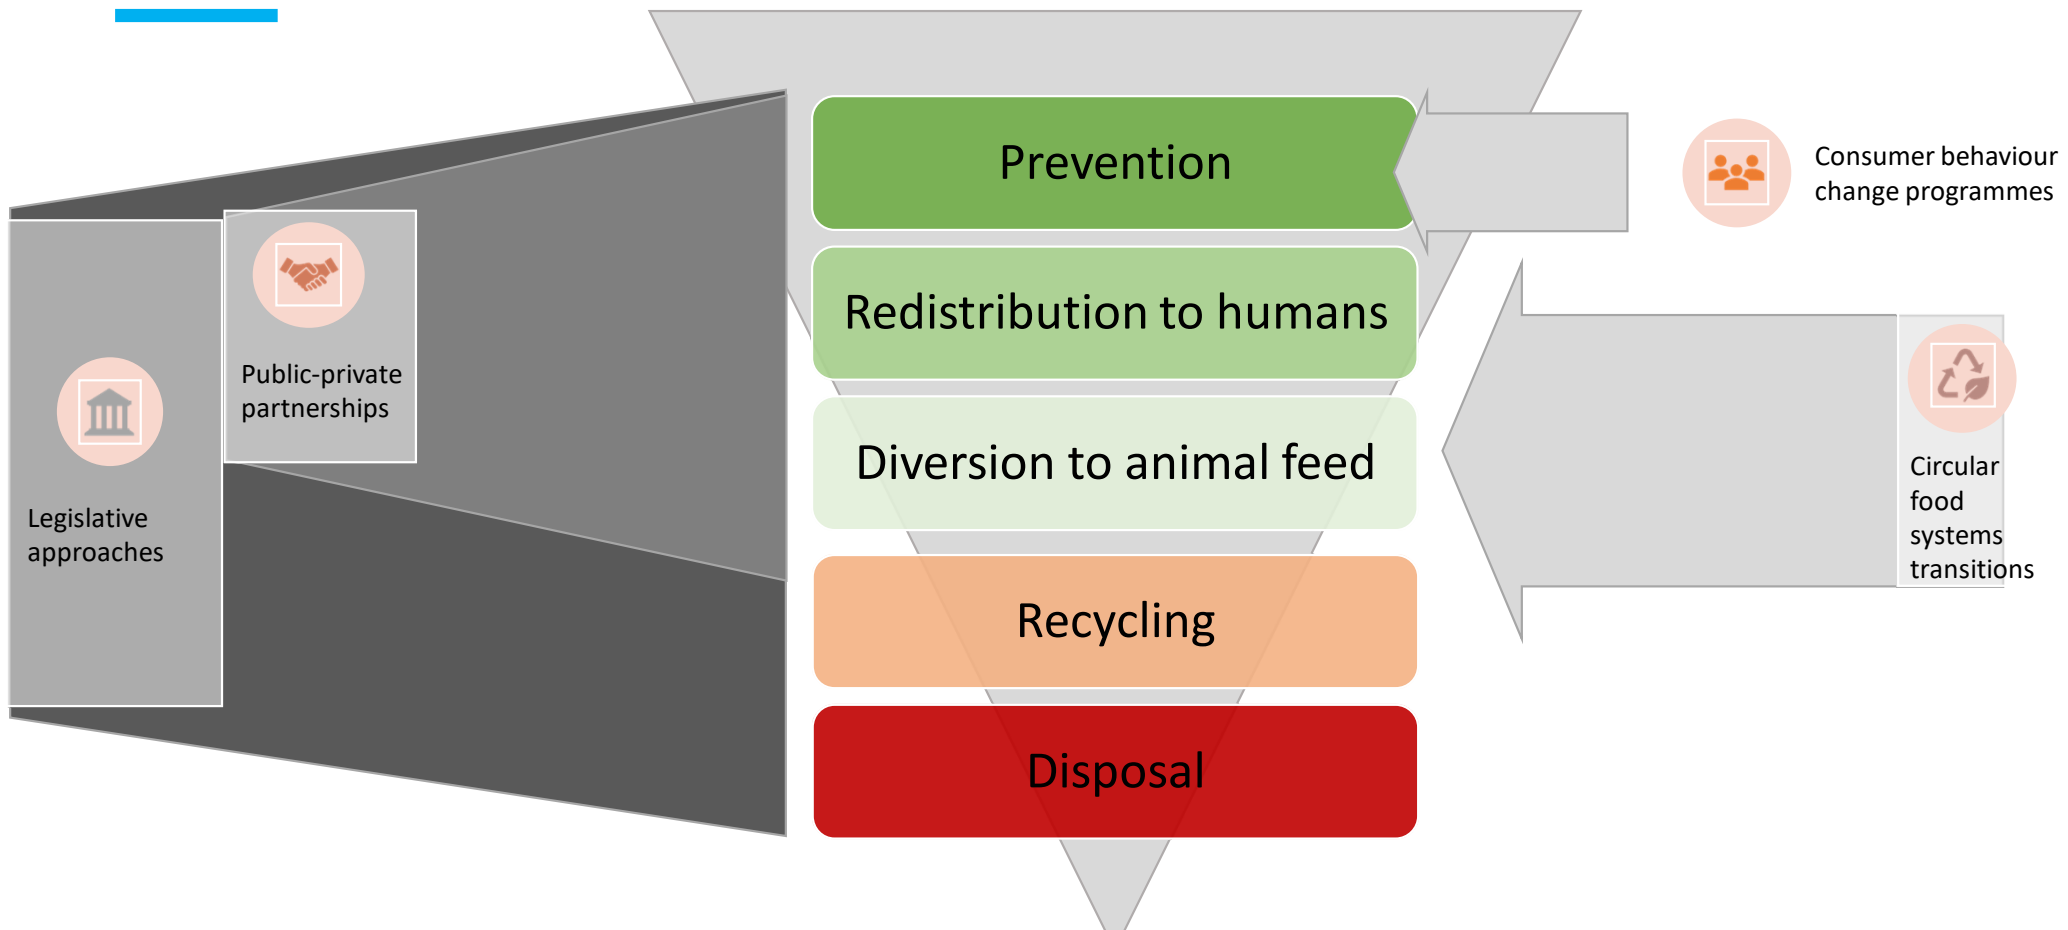 Prevention
Redistribution to humans
Diversion to animal feed
Recycling
Disposal
Legislative
approaches
Public-private
partnerships
Consumer behaviour
change programmes
Circular
food
systems
transitions